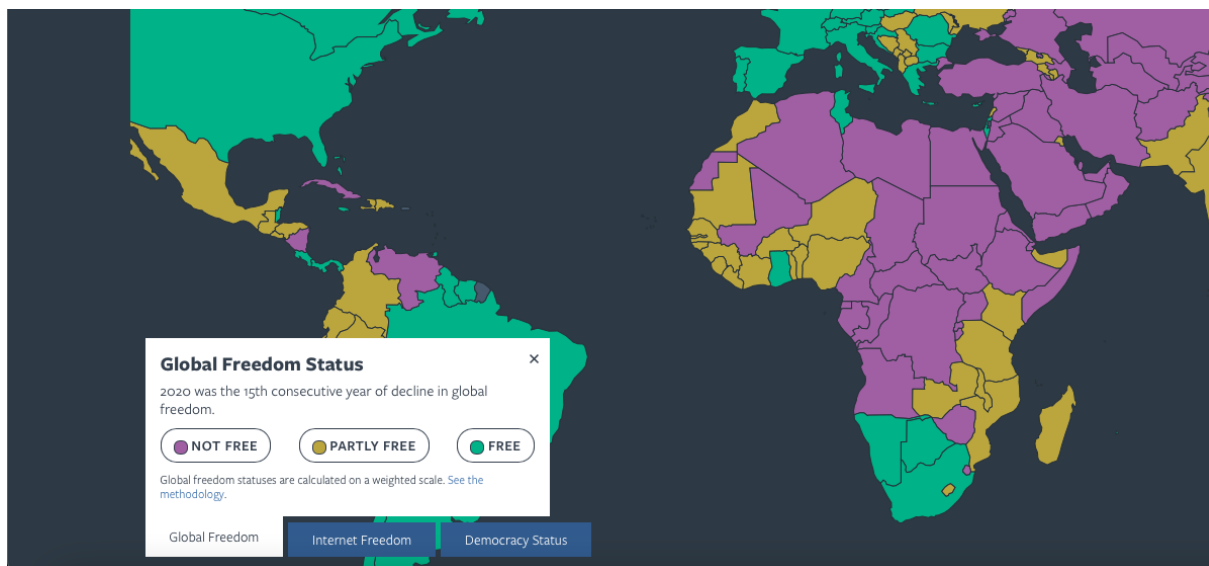 Global Freedom Status
×
2020 was the 15th consecutive year of decline in global
freedom.
NOT FREE
PARTLY FREE
FREE
Global freedom statuses are calculated on a weighted scale. See the
methodology.
Global Freedom
Internet Freedom
Democracy Status